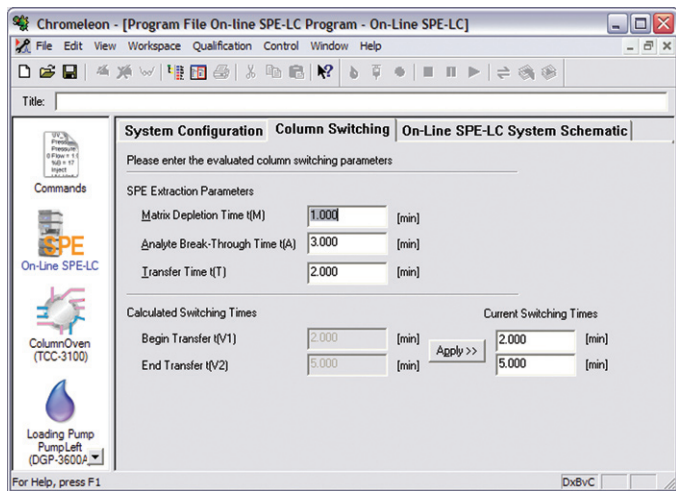 Chromeleon - [Program File On-line SPE-LC Program - On-Line SPE-LC]
File Edit View Workspace Qualification Control Window Help
Title:
System Configuration Column Switching On-Line SPE-LC System Schematic
Please enter the evaluated column switching parameters
SPE Extraction Parameters
Matrix Depletion Time t(M) 1.000 [min]
Analyte Break-Through Time t(A) 3.000 [min]
Transfer Time t(T) 2.000 [min]
Calculated Switching Times Current Switching Times
Begin Transfer t(V1) 2.000 [min] Apply >> 2.000 [min]
End Transfer t(V2) 5.000 [min] 5.000 [min]
Commands
SPE
On-Line SPE-LC
ColumnOven
(TCC-3100)
Loading Pump
PumpLeft
For Help, press F1 DxBvC